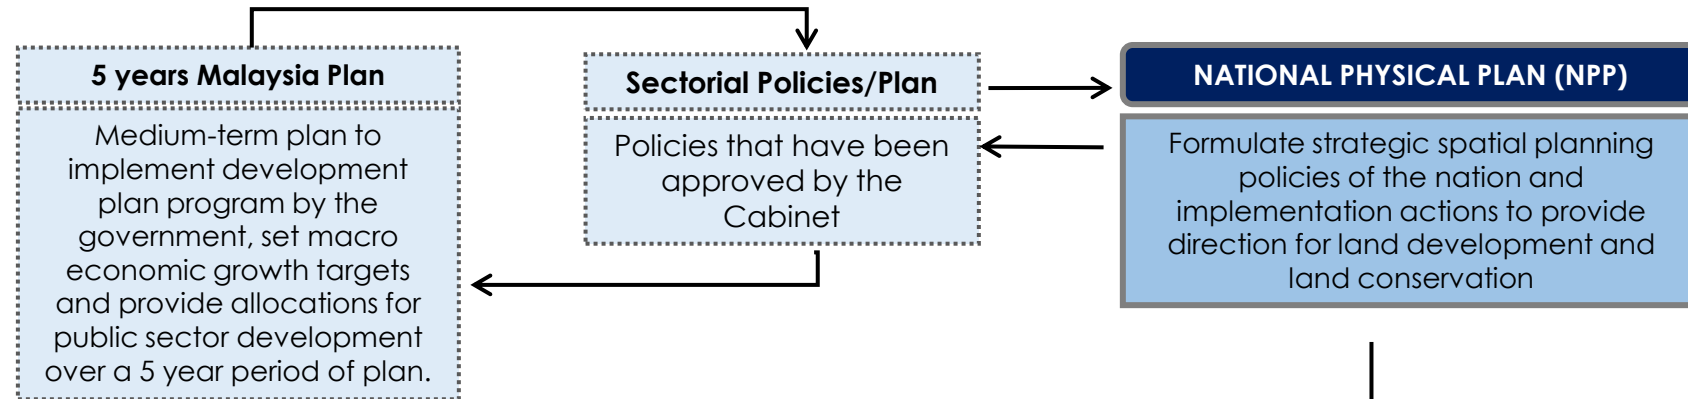 5 years Malaysia Plan
Medium-term plan to
implement development
plan program by the
government, set macro
economic growth targets
and provide allocations for
public sector development
over a 5 year period of plan.
Sectorial Policies/Plan
Policies that have been
approved by the
Cabinet
NATIONAL PHYSICAL PLAN (NPP)
Formulate strategic spatial planning
policies of the nation and
implementation actions to provide
direction for land development and
land conservation